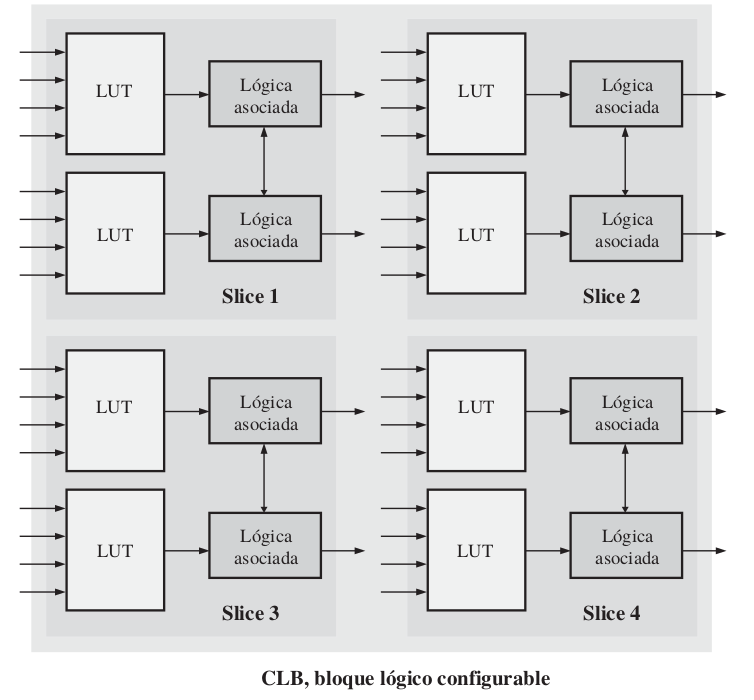 LUT
Lógica
asociada
LUT
Lógica
asociada
Slice 1
LUT
Lógica
asociada
LUT
Lógica
asociada
Slice 2
LUT
Lógica
asociada
LUT
Lógica
asociada
Slice 3
LUT
Lógica
asociada
LUT
Lógica
asociada
Slice 4
CLB, bloque lógico configurable